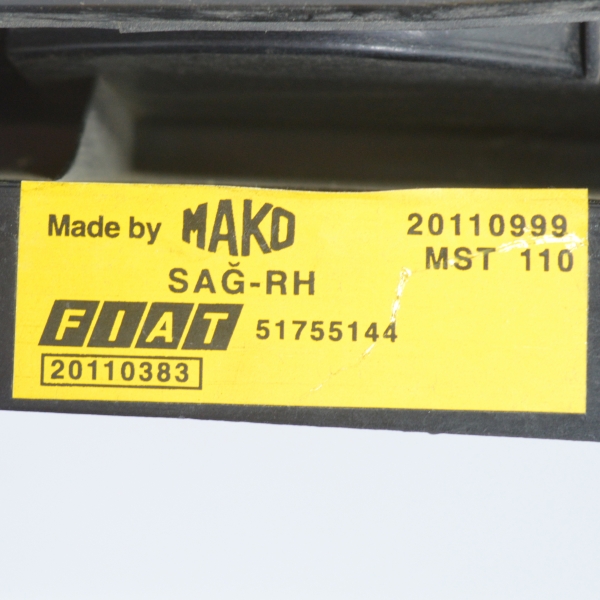 Made by MAKO 20110999
MST 110
SAĞ-RH
FIAT 51755144
20110383